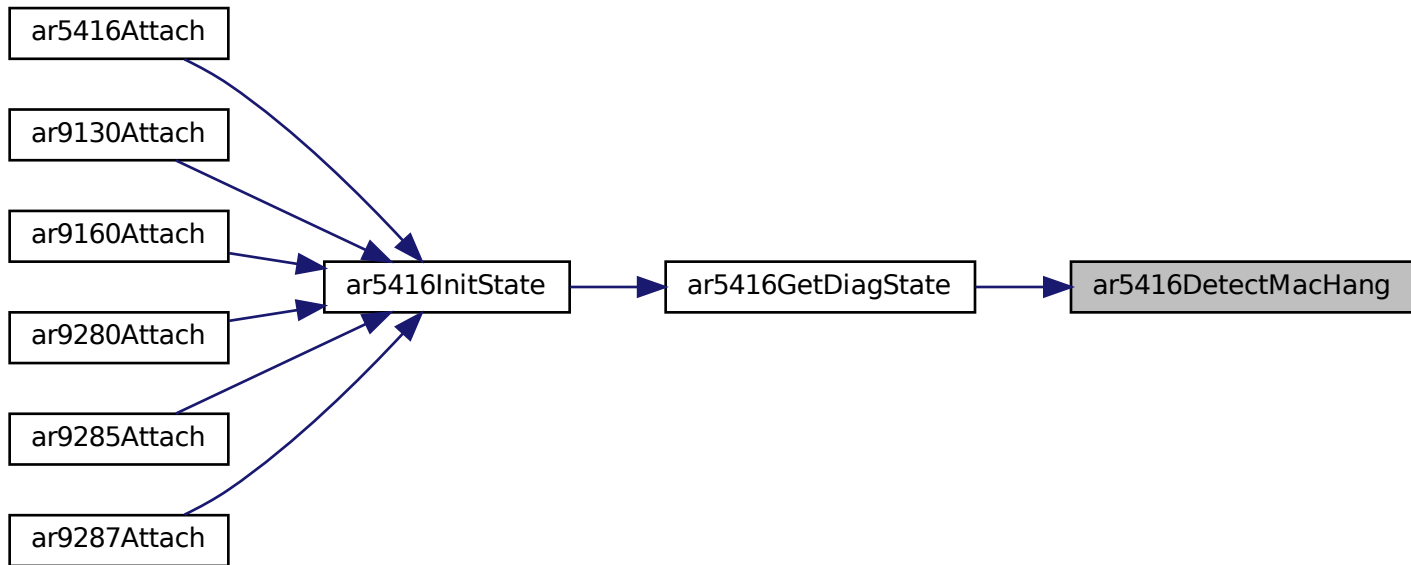 ar5416Attach
ar9130Attach
ar9160Attach
ar9280Attach
ar9285Attach
ar9287Attach
ar5416InitState
ar5416GetDiagState
ar5416DetectMacHang